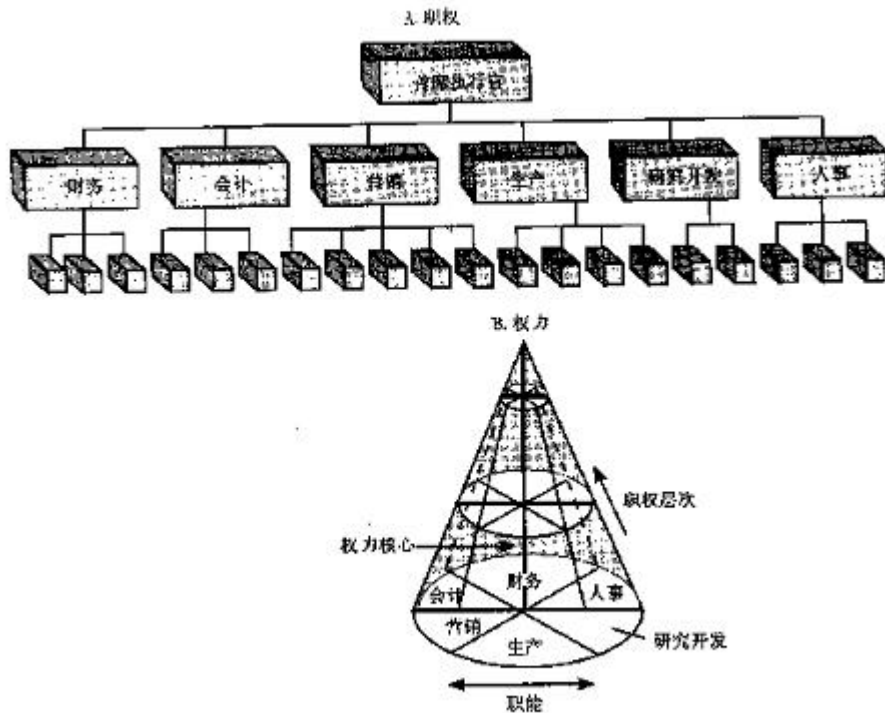 A. 职权
首席执行官
财务 会计 营销 生产 研究开发 人事
B. 权力
职权层次
权力核心
财务
会计 人事
营销
研究开发
生产
职能